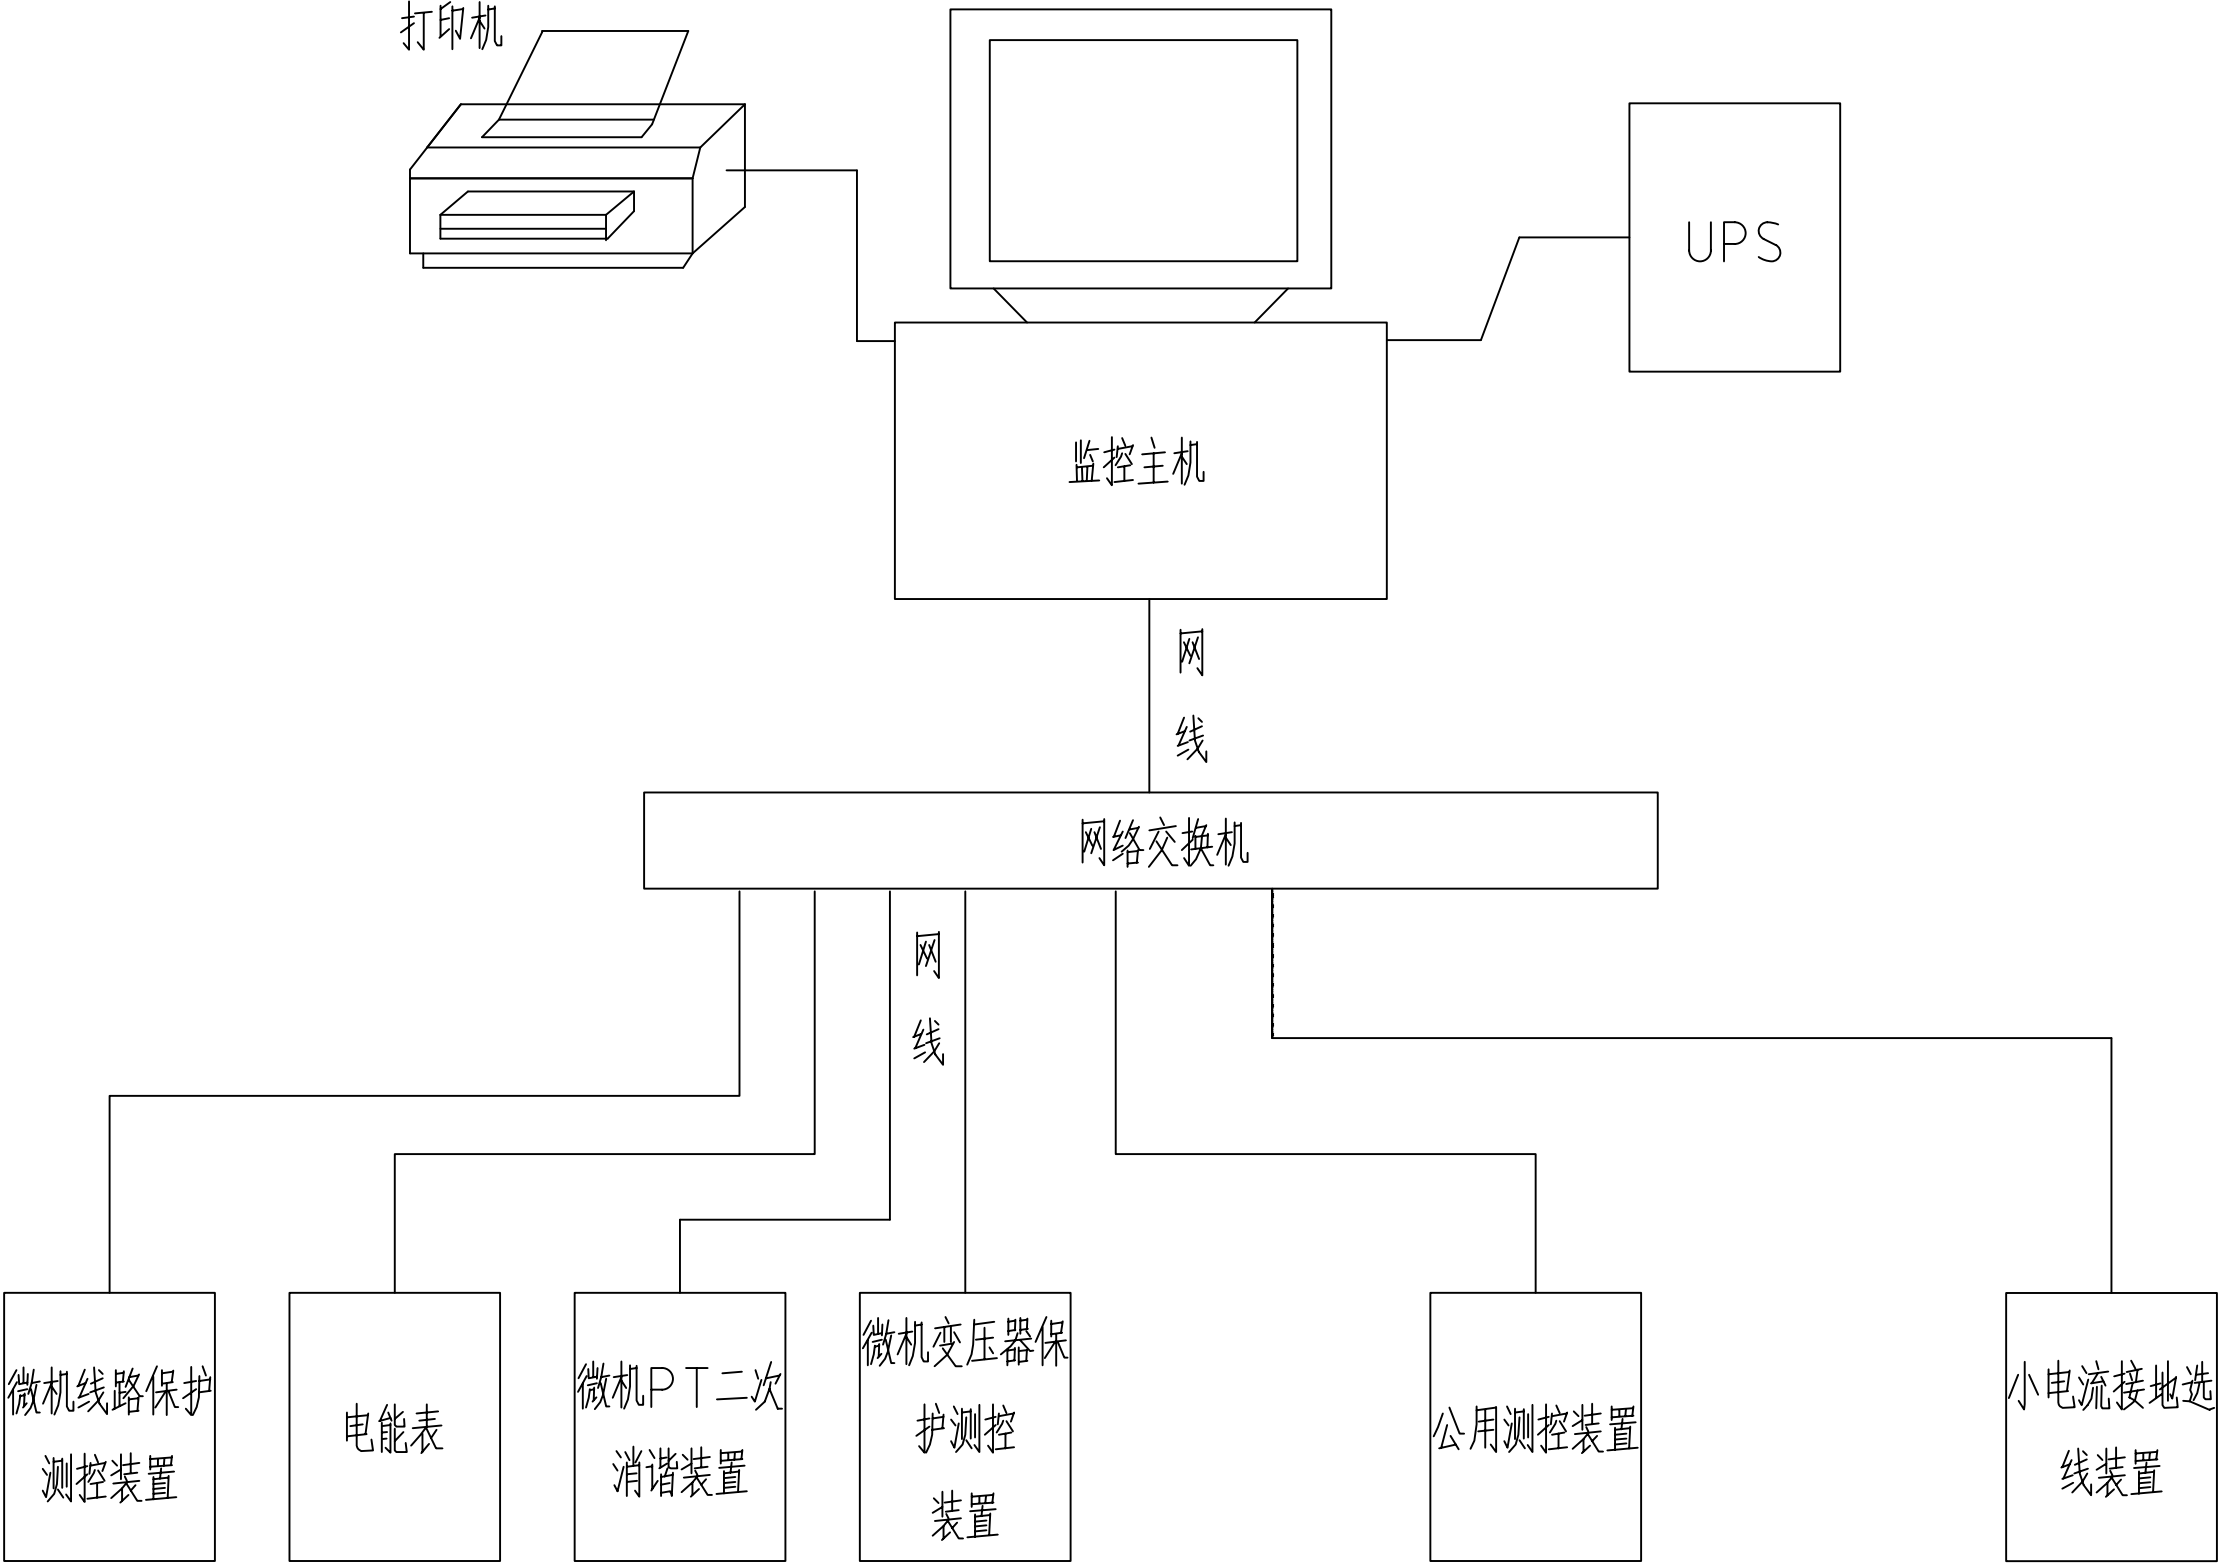 打印机
UPS
监控主机
网
线
网络交换机
网
线
微机线路保护
测控装置
电能表
微机PT二次
消谐装置
微机变压器保
护测控
装置
公用测控装置
小电流接地选
线装置